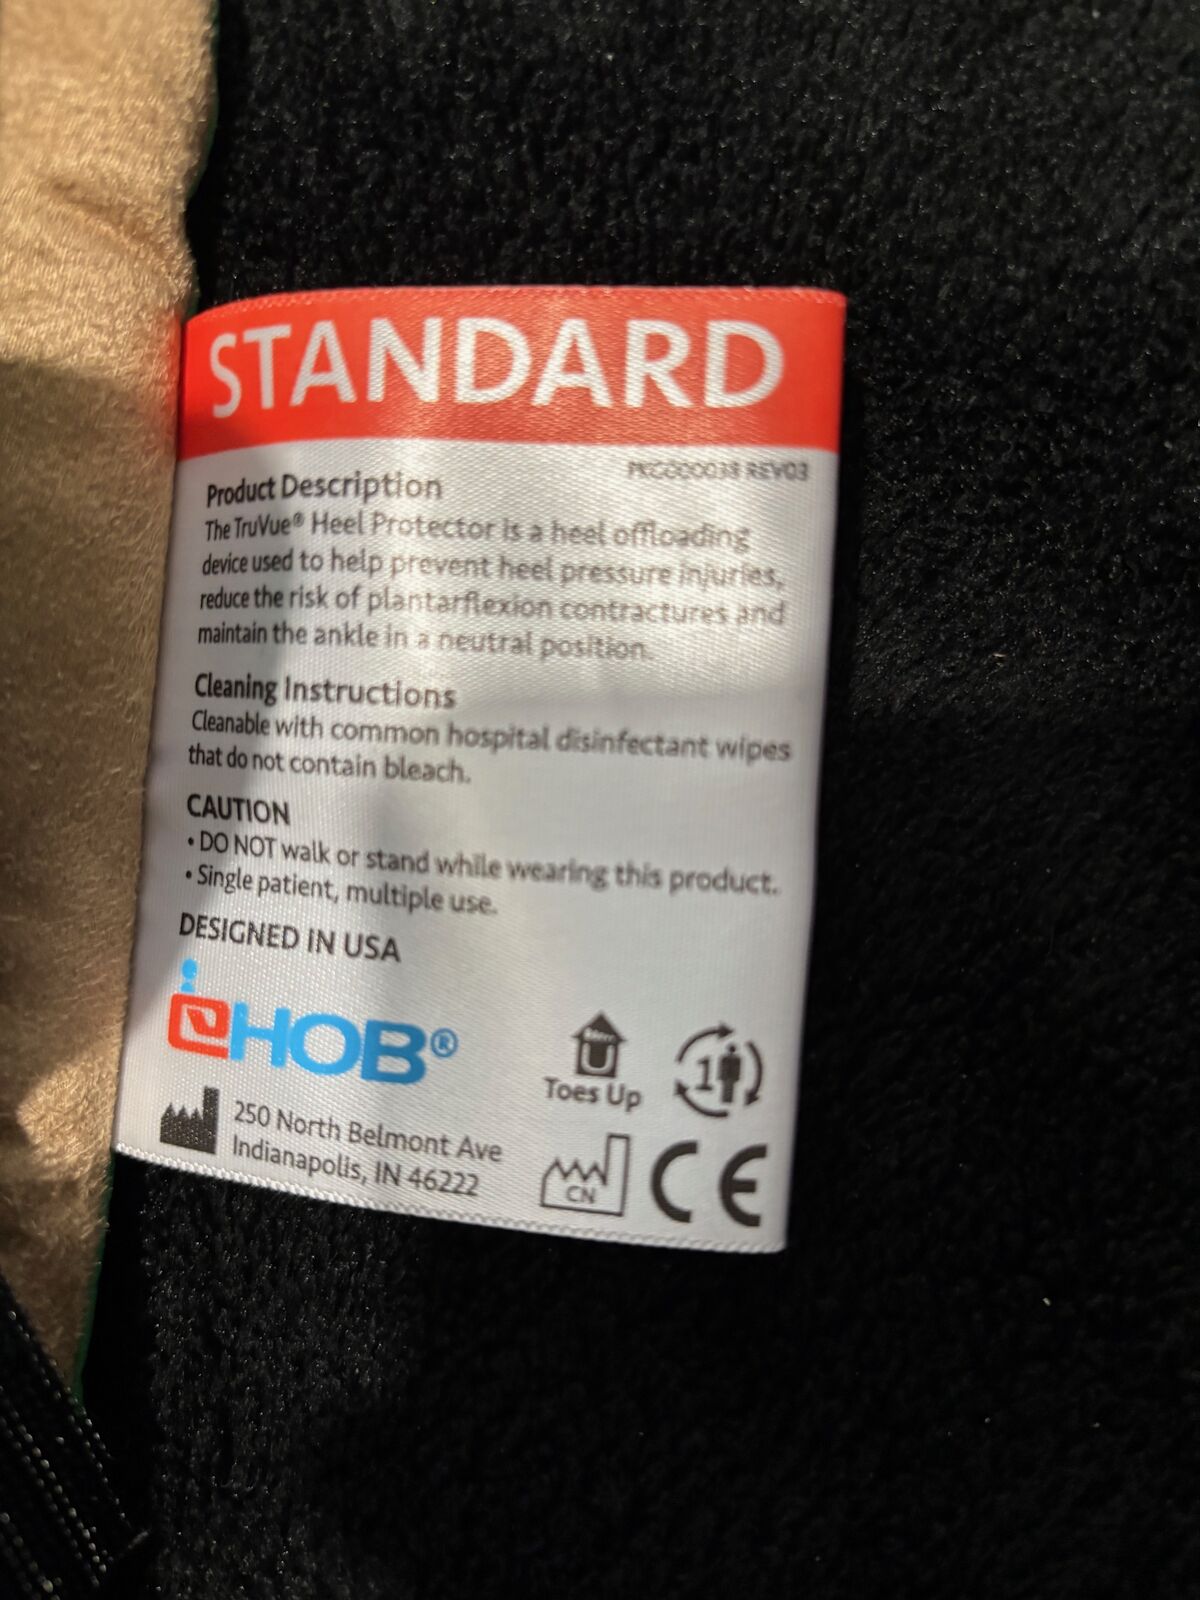 STANDARD
PKG000038 REV03
Product Description
The TruVue® Heel Protector is a heel offloading
device used to help prevent heel pressure injuries,
reduce the risk of plantarflexion contractures and
maintain the ankle in a neutral position.
Cleaning Instructions
Cleanable with common hospital disinfectant wipes
that do not contain bleach.
CAUTION
• DO NOT walk or stand while wearing this product.
• Single patient, multiple use.
DESIGNED IN USA
eHOB®
Toes Up
1
250 North Belmont Ave
Indianapolis, IN 46222
CN
CE